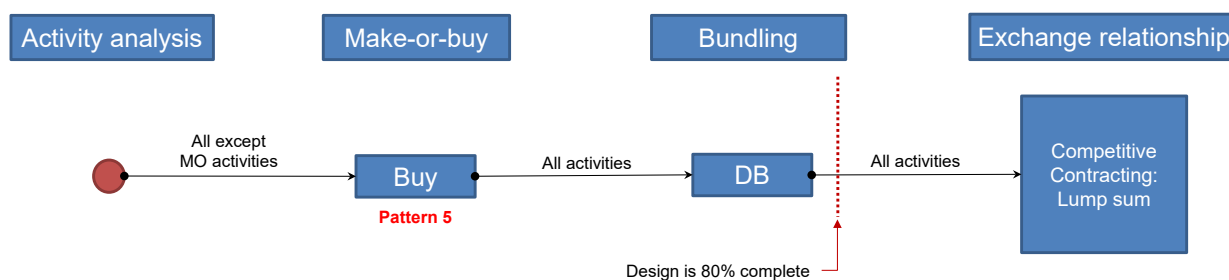 Activity analysis
Make-or-buy
Bundling
Exchange relationship
All except
MO activities
Buy
Pattern 5
All activities
DB
All activities
Competitive
Contracting:
Lump sum
Design is 80% complete